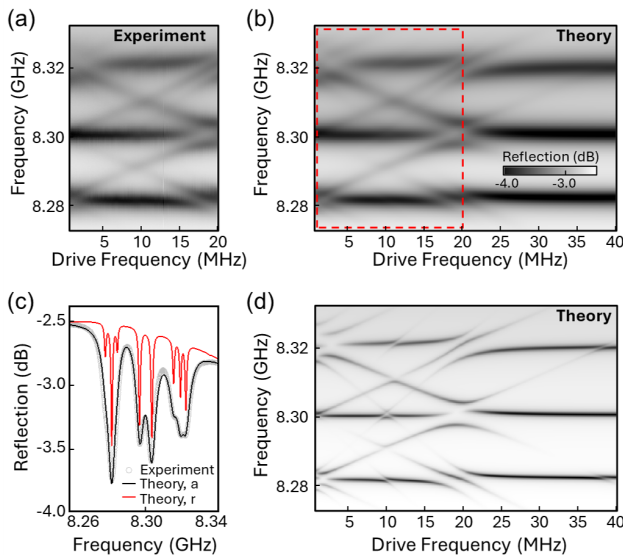 (a)
Experiment
Frequency (GHz)
8.32
8.30
8.28
5
10
15
20
Drive Frequency (MHz)
(b)
Theory
Frequency (GHz)
8.32
8.30
8.28
Reflection (dB)
-4.0
-3.0
5
10
15
20
25
30
35
40
Drive Frequency (MHz)
(c)
Reflection (dB)
-2.5
-3.0
-3.5
-4.0
Experiment
Theory, a
Theory, r
8.26
8.30
8.34
Frequency (GHz)
(d)
Theory
Frequency (GHz)
8.32
8.30
8.28
5
10
15
20
25
30
35
40
Drive Frequency (MHz)